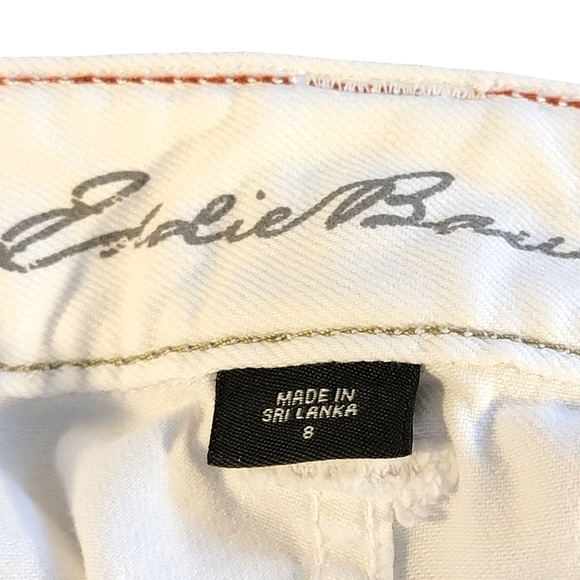 Eddie Bau
MADE IN
SRI LANKA
8